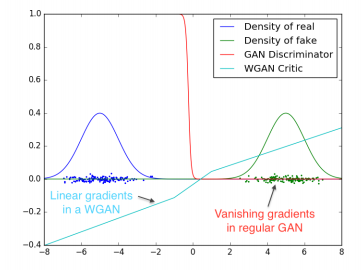 1.0
0.8
0.6
0.4
0.2
0.0
−0.2
−0.4
−8
−6
−4
−2
0
2
4
6
8
Density of real
Density of fake
GAN Discriminator
WGAN Critic
Linear gradients
in a WGAN
Vanishing gradients
in regular GAN